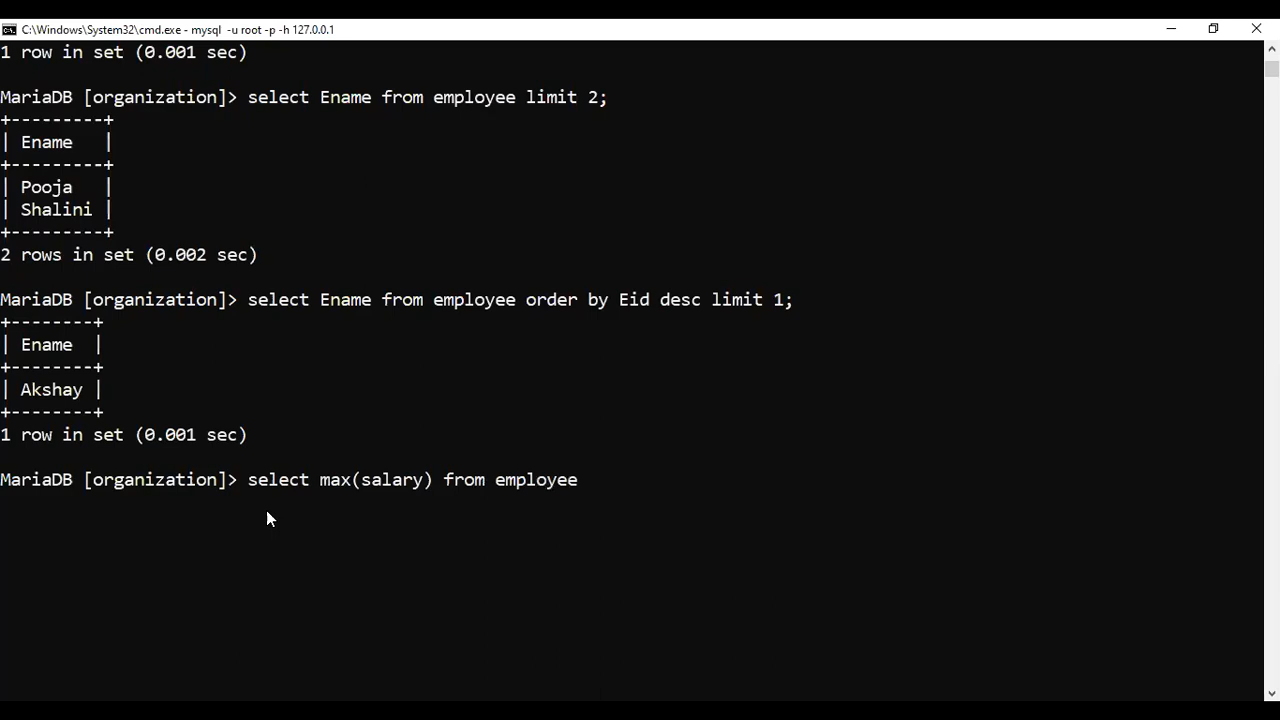 C:\Windows\System32\cmd.exe - mysql -u root -p -h 127.0.0.1
1 row in set (0.001 sec)
MariaDB [organization]> select Ename from employee limit 2;
+---------+
| Ename   |
+---------+
| Pooja   |
| Shalini |
+---------+
2 rows in set (0.002 sec)
MariaDB [organization]> select Ename from employee order by Eid desc limit 1;
+--------+
| Ename  |
+--------+
| Akshay |
+--------+
1 row in set (0.001 sec)
MariaDB [organization]> select max(salary) from employee